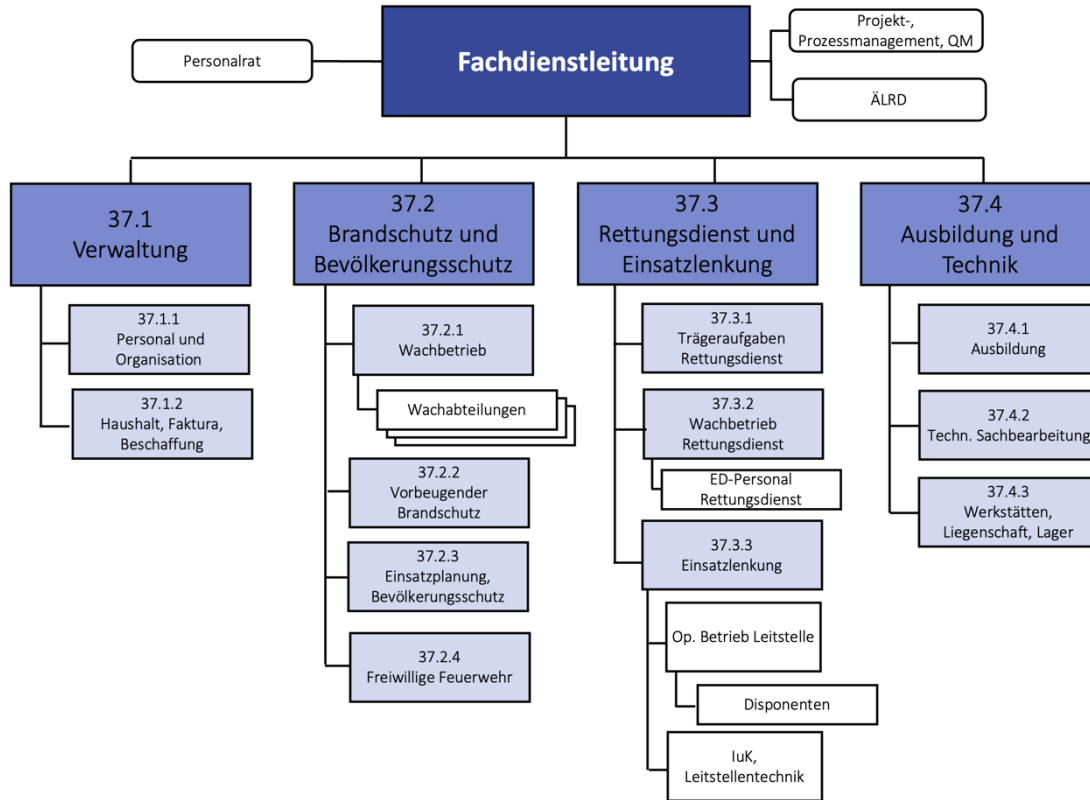 Personalrat
Fachdienstleitung
Projekt-,
Prozessmanagement, QM
ÄLRD
37.1
Verwaltung
37.1.1
Personal und
Organisation
37.1.2
Haushalt, Faktura,
Beschaffung
37.2
Brandschutz und
Bevölkerungsschutz
37.2.1
Wachbetrieb
Wachabteilungen
37.2.2
Vorbeugender
Brandschutz
37.2.3
Einsatzplanung,
Bevölkerungsschutz
37.2.4
Freiwillige Feuerwehr
37.3
Rettungsdienst und
Einsatzlenkung
37.3.1
Trägeraufgaben
Rettungsdienst
37.3.2
Wachbetrieb
Rettungsdienst
ED-Personal
Rettungsdienst
37.3.3
Einsatzlenkung
Op. Betrieb Leitstelle
Disponenten
IuK,
Leitstellentechnik
37.4
Ausbildung und
Technik
37.4.1
Ausbildung
37.4.2
Techn. Sachbearbeitung
37.4.3
Werkstätten,
Liegenschaft, Lager